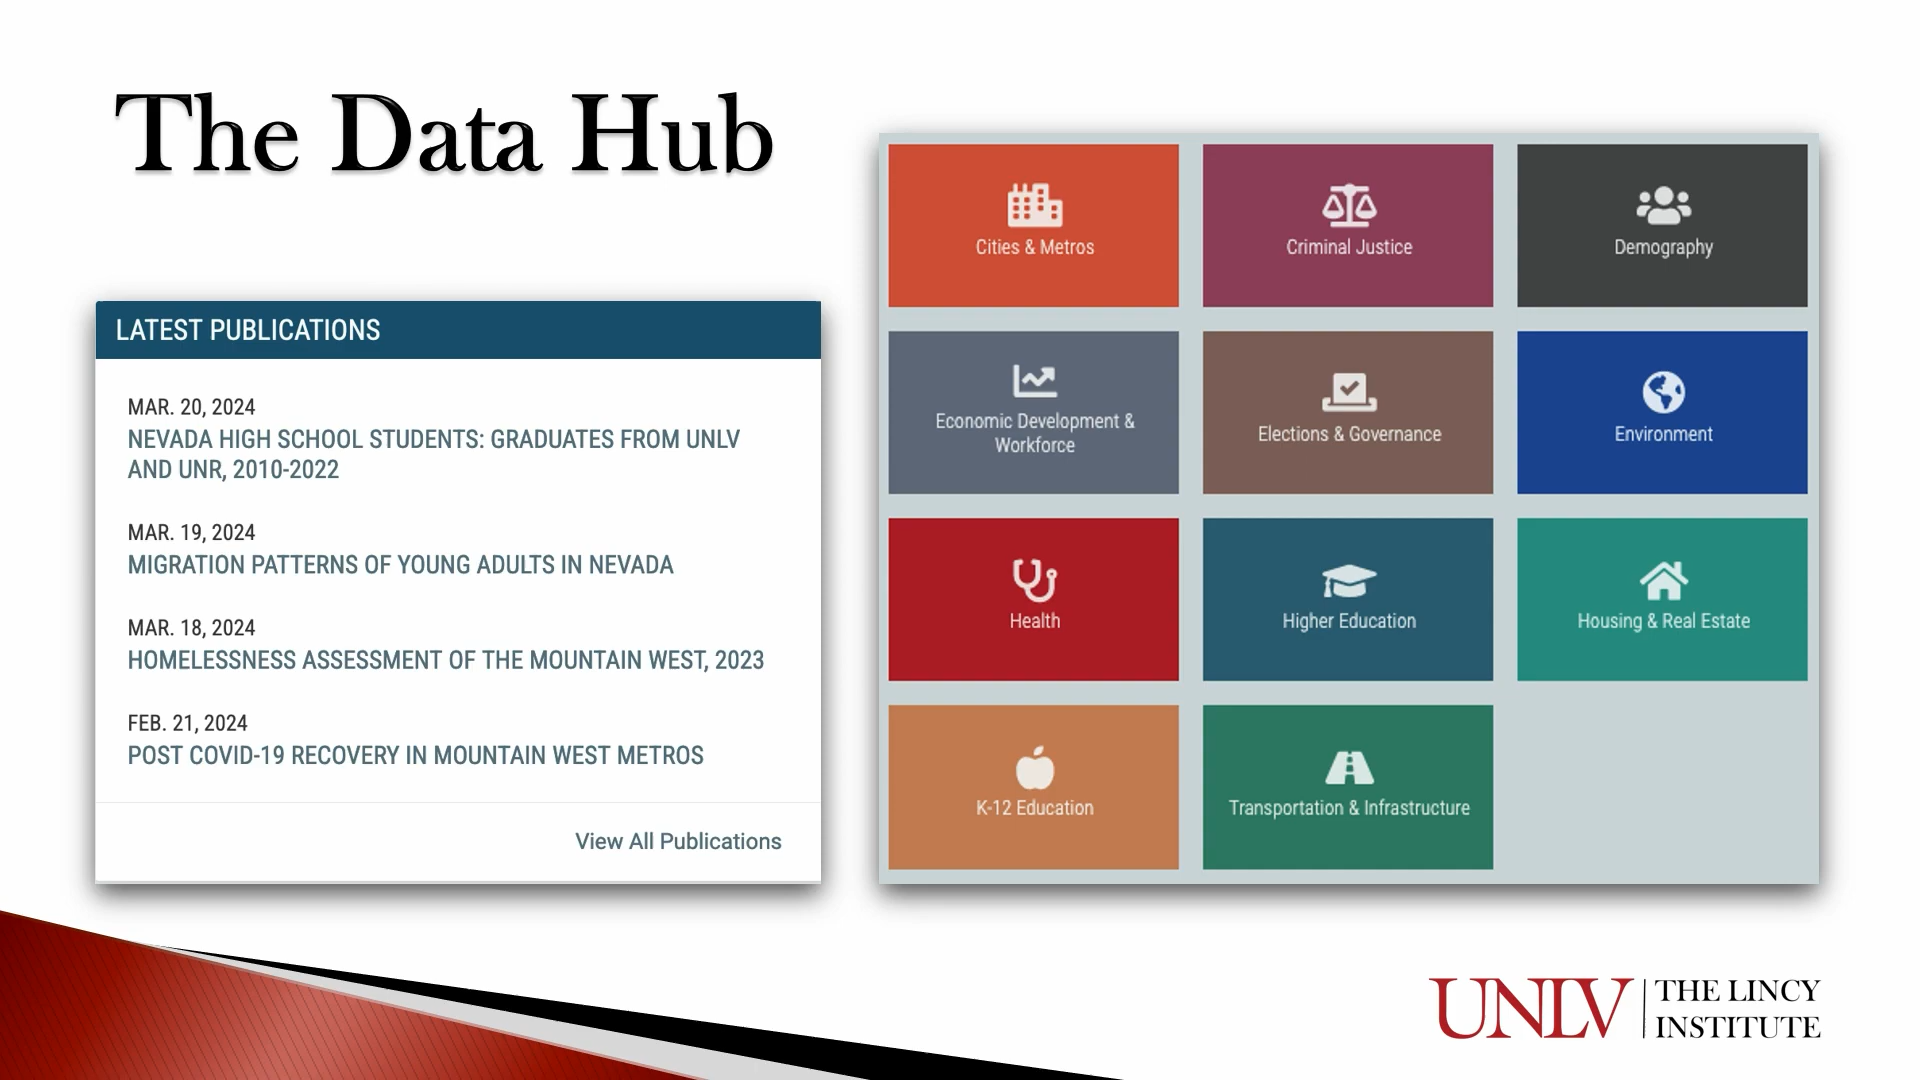 The Data Hub
LATEST PUBLICATIONS
MAR. 20, 2024
NEVADA HIGH SCHOOL STUDENTS: GRADUATES FROM UNLV
AND UNR, 2010-2022
MAR. 19, 2024
MIGRATION PATTERNS OF YOUNG ADULTS IN NEVADA
MAR. 18, 2024
HOMELESSNESS ASSESSMENT OF THE MOUNTAIN WEST, 2023
FEB. 21, 2024
POST COVID-19 RECOVERY IN MOUNTAIN WEST METROS
View All Publications
Cities & Metros
Criminal Justice
Demography
Economic Development &
Workforce
Elections & Governance
Environment
Health
Higher Education
Housing & Real Estate
K-12 Education
Transportation & Infrastructure
UNLV
THE LINCY
INSTITUTE